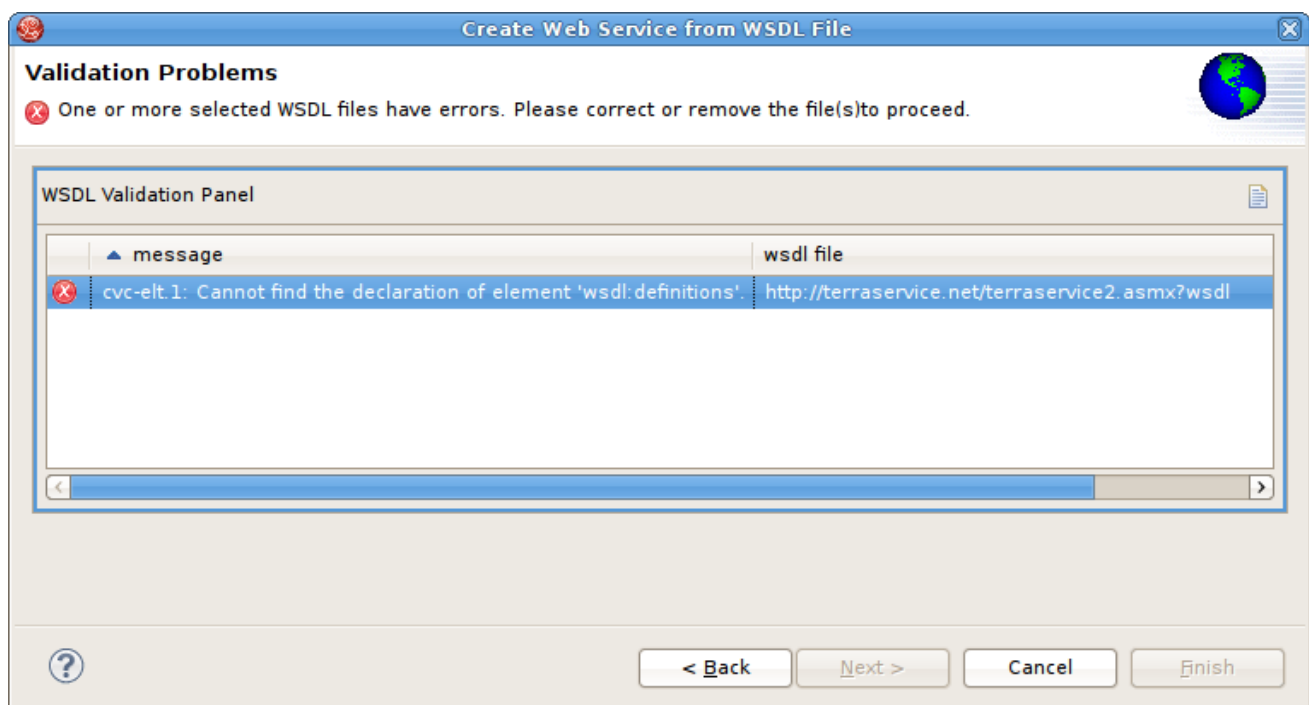 Create Web Service from WSDL File
Validation Problems
One or more selected WSDL files have errors. Please correct or remove the file(s)to proceed.
WSDL Validation Panel
message wsdl file
cvc-elt.1: Cannot find the declaration of element 'wsdl:definitions'. http://terraservice.net/terraservice2.asmx?wsdl
< Back Next > Cancel Finish